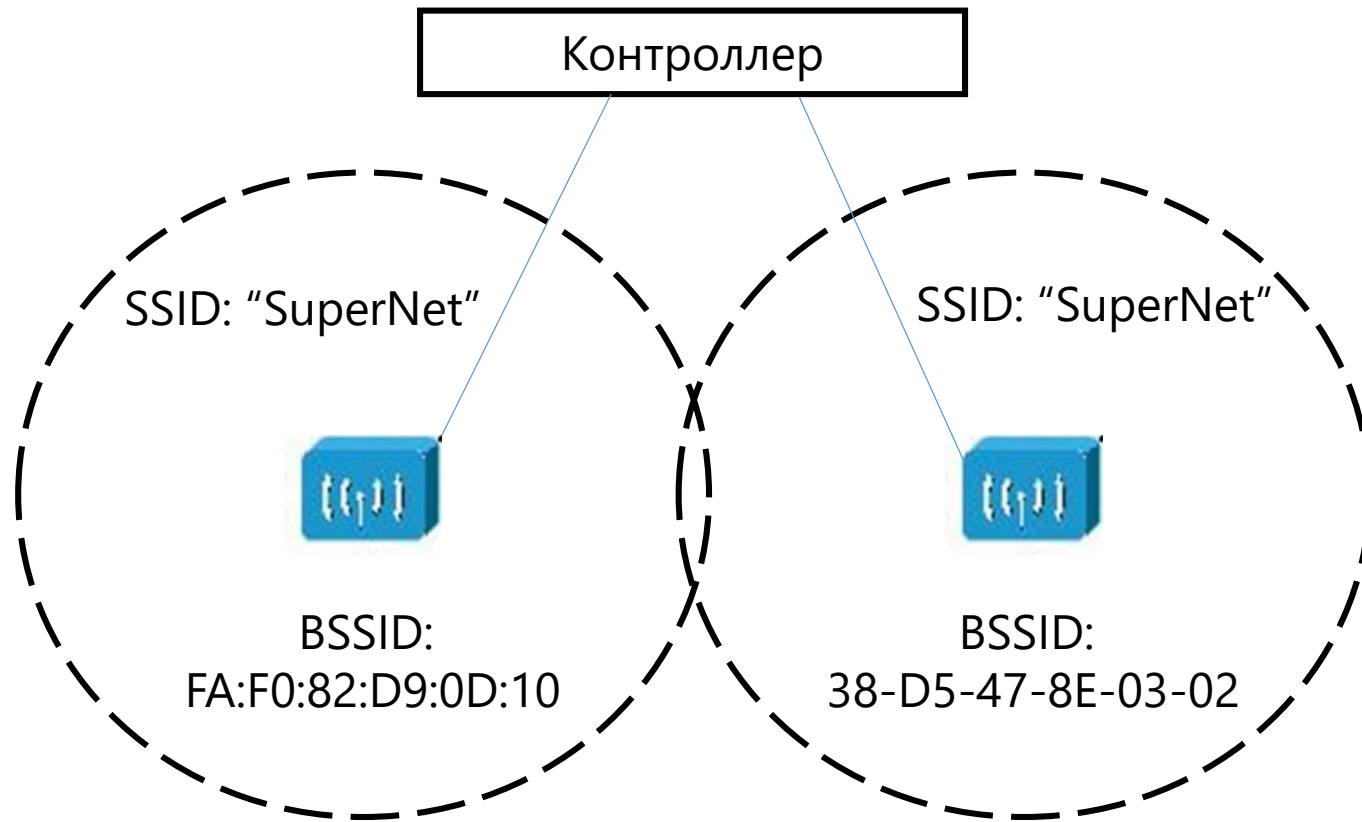 Контроллер
SSID: “SuperNet”
SSID: “SuperNet”
BSSID:
FA:F0:82:D9:0D:10
BSSID:
38-D5-47-8E-03-02